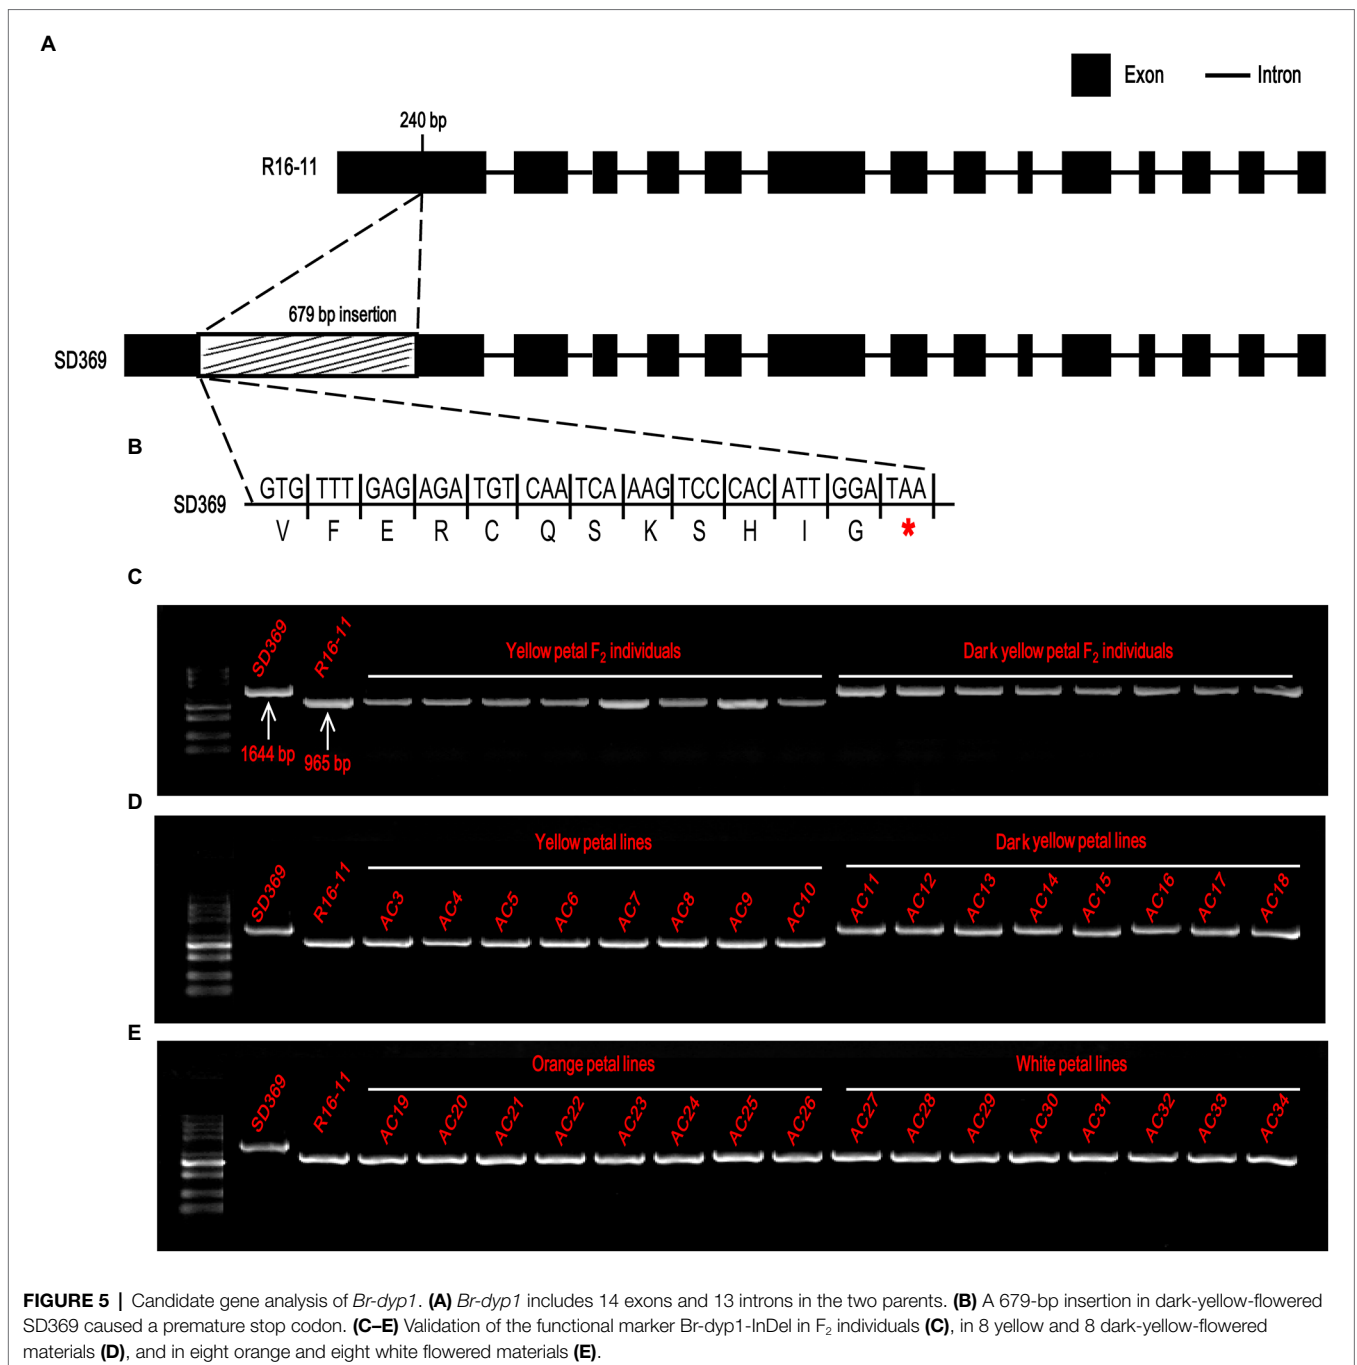 A
Exon
Intron
240 bp
R16-11
679 bp insertion
SD369
B
SD369
GTG TTT GAG AGA TGT CAA TCA AAG TCC CAC ATT GGA TAA
V F E R C Q S K S H I G *
C
SD369 R16-11 Yellow petal F2 individuals Dark yellow petal F2 individuals
1644 bp 965 bp
D
Yellow petal lines Dark yellow petal lines
SD369 R16-11 AC3 AC4 AC5 AC6 AC7 AC8 AC9 AC10 AC11 AC12 AC13 AC14 AC15 AC16 AC17 AC18
E
Orange petal lines White petal lines
SD369 R16-11 AC19 AC20 AC21 AC22 AC23 AC24 AC25 AC26 AC27 AC28 AC29 AC30 AC31 AC32 AC33 AC34
FIGURE 5 | Candidate gene analysis of Br-dyp1. (A) Br-dyp1 includes 14 exons and 13 introns in the two parents. (B) A 679-bp insertion in dark-yellow-flowered
SD369 caused a premature stop codon. (C–E) Validation of the functional marker Br-dyp1-InDel in F2 individuals (C), in 8 yellow and 8 dark-yellow-flowered
materials (D), and in eight orange and eight white flowered materials (E).